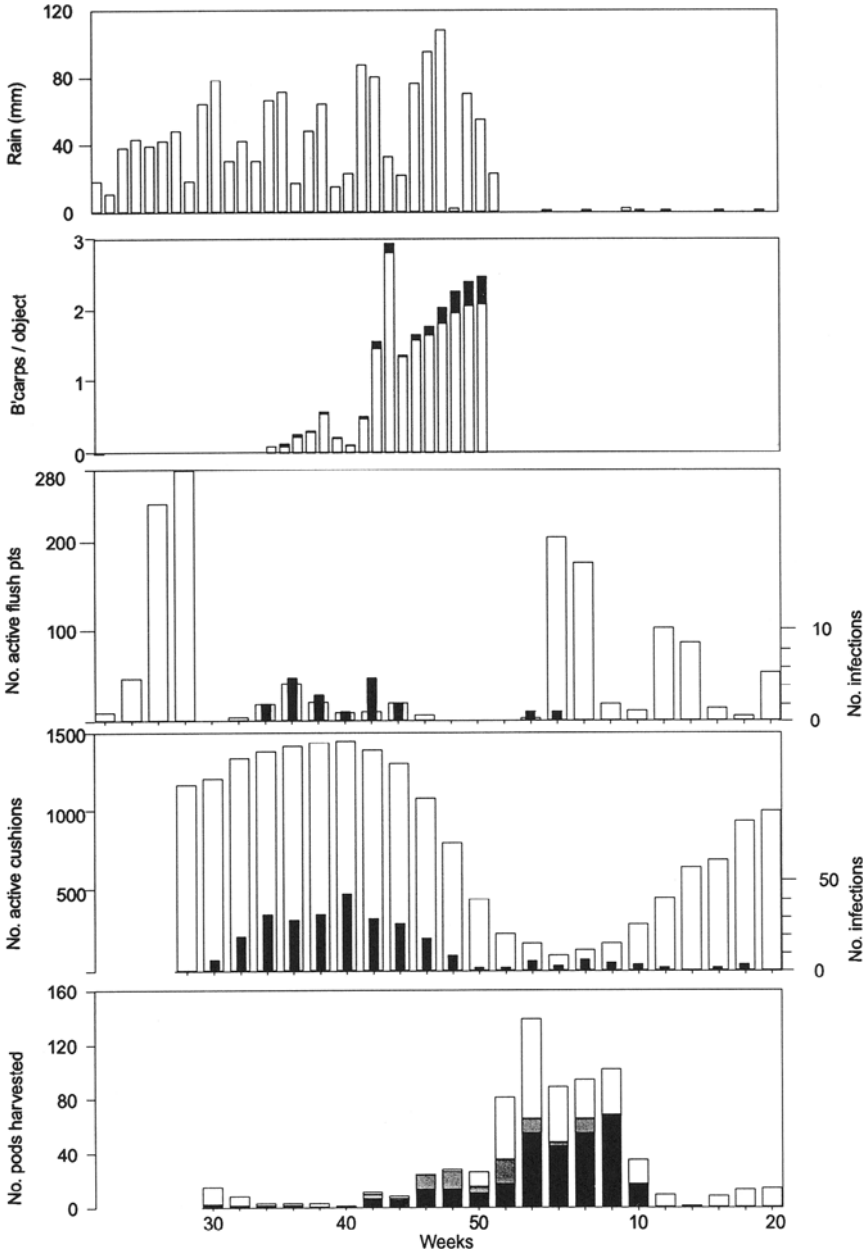 120
80
40
0
Rain (mm)
3
2
1
0
B'carps / object
280
200
100
No. active flush pts
10
0
No. infections
1500
1000
500
No. active cushions
50
0
No. infections
160
120
80
40
0
No. pods harvested
30 40 50 10 20
Weeks